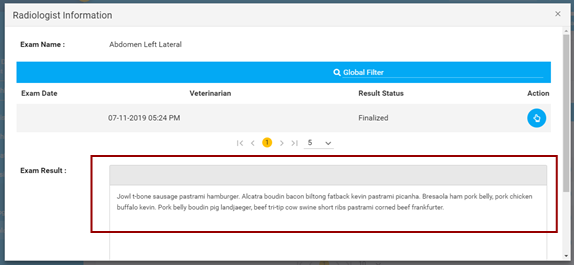 Radiologist Information
Exam Name :
Abdomen Left Lateral
Global Filter
Exam Date Veterinarian Result Status Action
07-11-2019 05:24 PM Finalized
1 5
Exam Result :
Jowl t-bone sausage pastrami hamburger. Alcatra boudin bacon biltong fatback kevin pastrami picanha. Bresaola ham pork belly, pork chicken
buffalo kevin. Pork belly boudin pig landjaeger, beef tri-tip cow swine short ribs pastrami corned beef frankfurter.